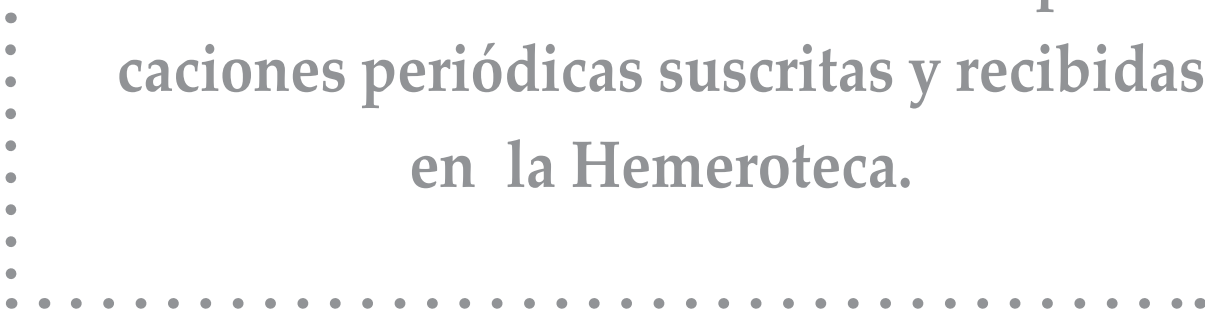 caciones periódicas suscritas y recibidas
en la Hemeroteca.